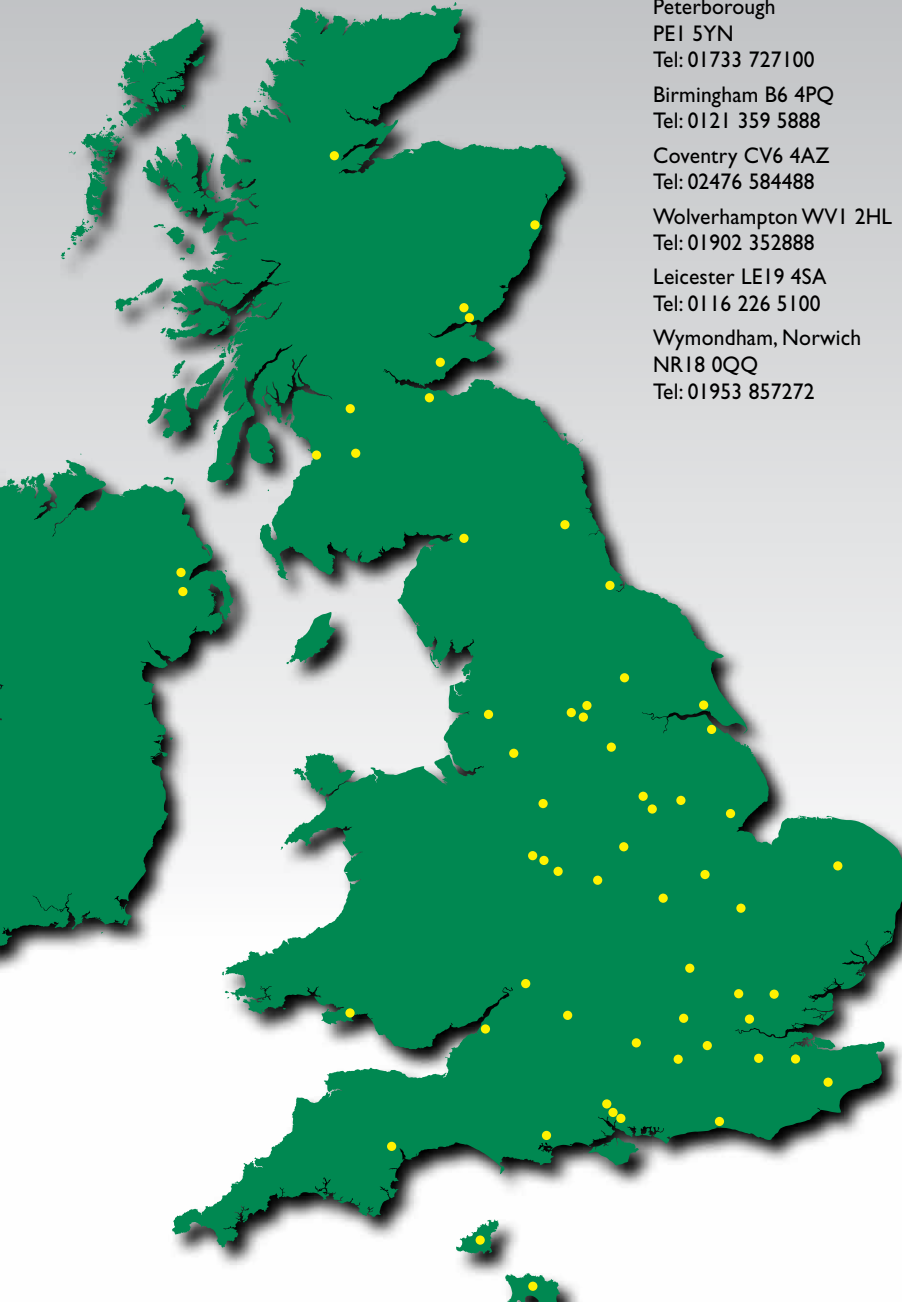 Peterborough
PE1 5YN
Tel: 01733 727100
Birmingham B6 4PQ
Tel: 0121 359 5888
Coventry CV6 4AZ
Tel: 02476 584488
Wolverhampton WV1 2HL
Tel: 01902 352888
Leicester LE19 4SA
Tel: 0116 226 5100
Wymondham, Norwich
NR18 0QQ
Tel: 01953 857272